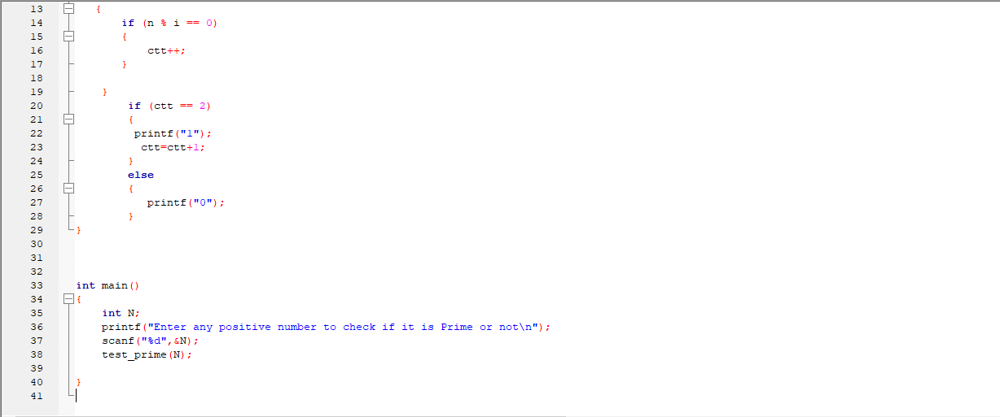 13 {
14 if (n % i == 0)
15 {
16 ctt++;
17 }
18
19 }
20 if (ctt == 2)
21 {
22 printf("1");
23 ctt=ctt+1;
24 }
25 else
26 {
27 printf("0");
28 }
29 }
30
31
32
33 int main()
34 {
35 int N;
36 printf("Enter any positive number to check if it is Prime or not\n");
37 scanf("%d",&N);
38 test_prime(N);
39
40 }
41